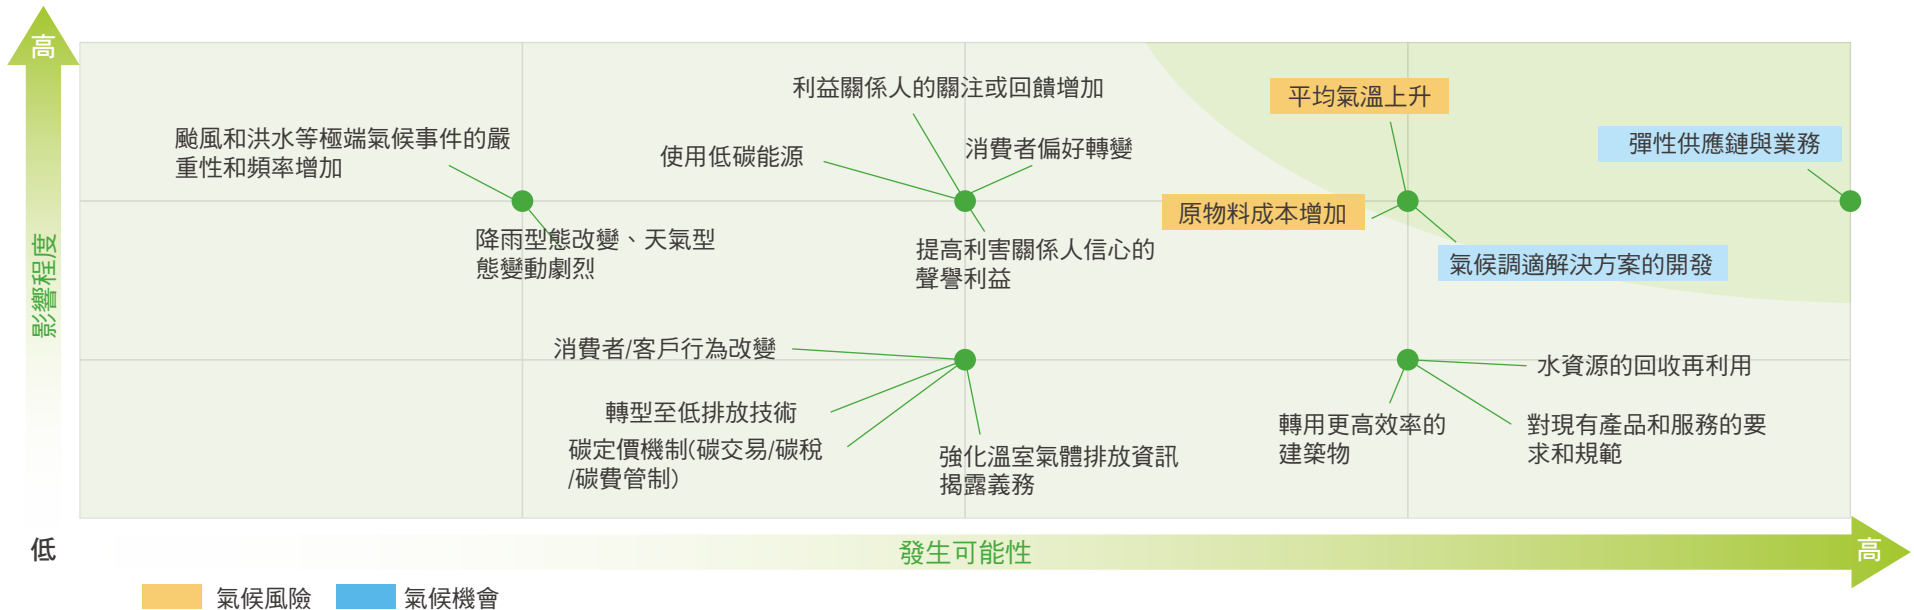 高
利益關係人的關注或回饋增加
平均氣溫上升
颱風和洪水等極端氣候事件的嚴
重性和頻率增加
使用低碳能源
消費者偏好轉變
彈性供應鏈與業務
原物料成本增加
降雨型態改變、天氣型
態變動劇烈
提高利害關係人信心的
聲譽利益
氣候調適解決方案的開發
影響程度
消費者/客戶行為改變
水資源的回收再利用
轉型至低排放技術
碳定價機制(碳交易/碳稅
/碳費管制)
強化溫室氣體排放資訊
揭露義務
轉用更高效率的
建築物
對現有產品和服務的要
求和規範
低
發生可能性
高
氣候風險
氣候機會